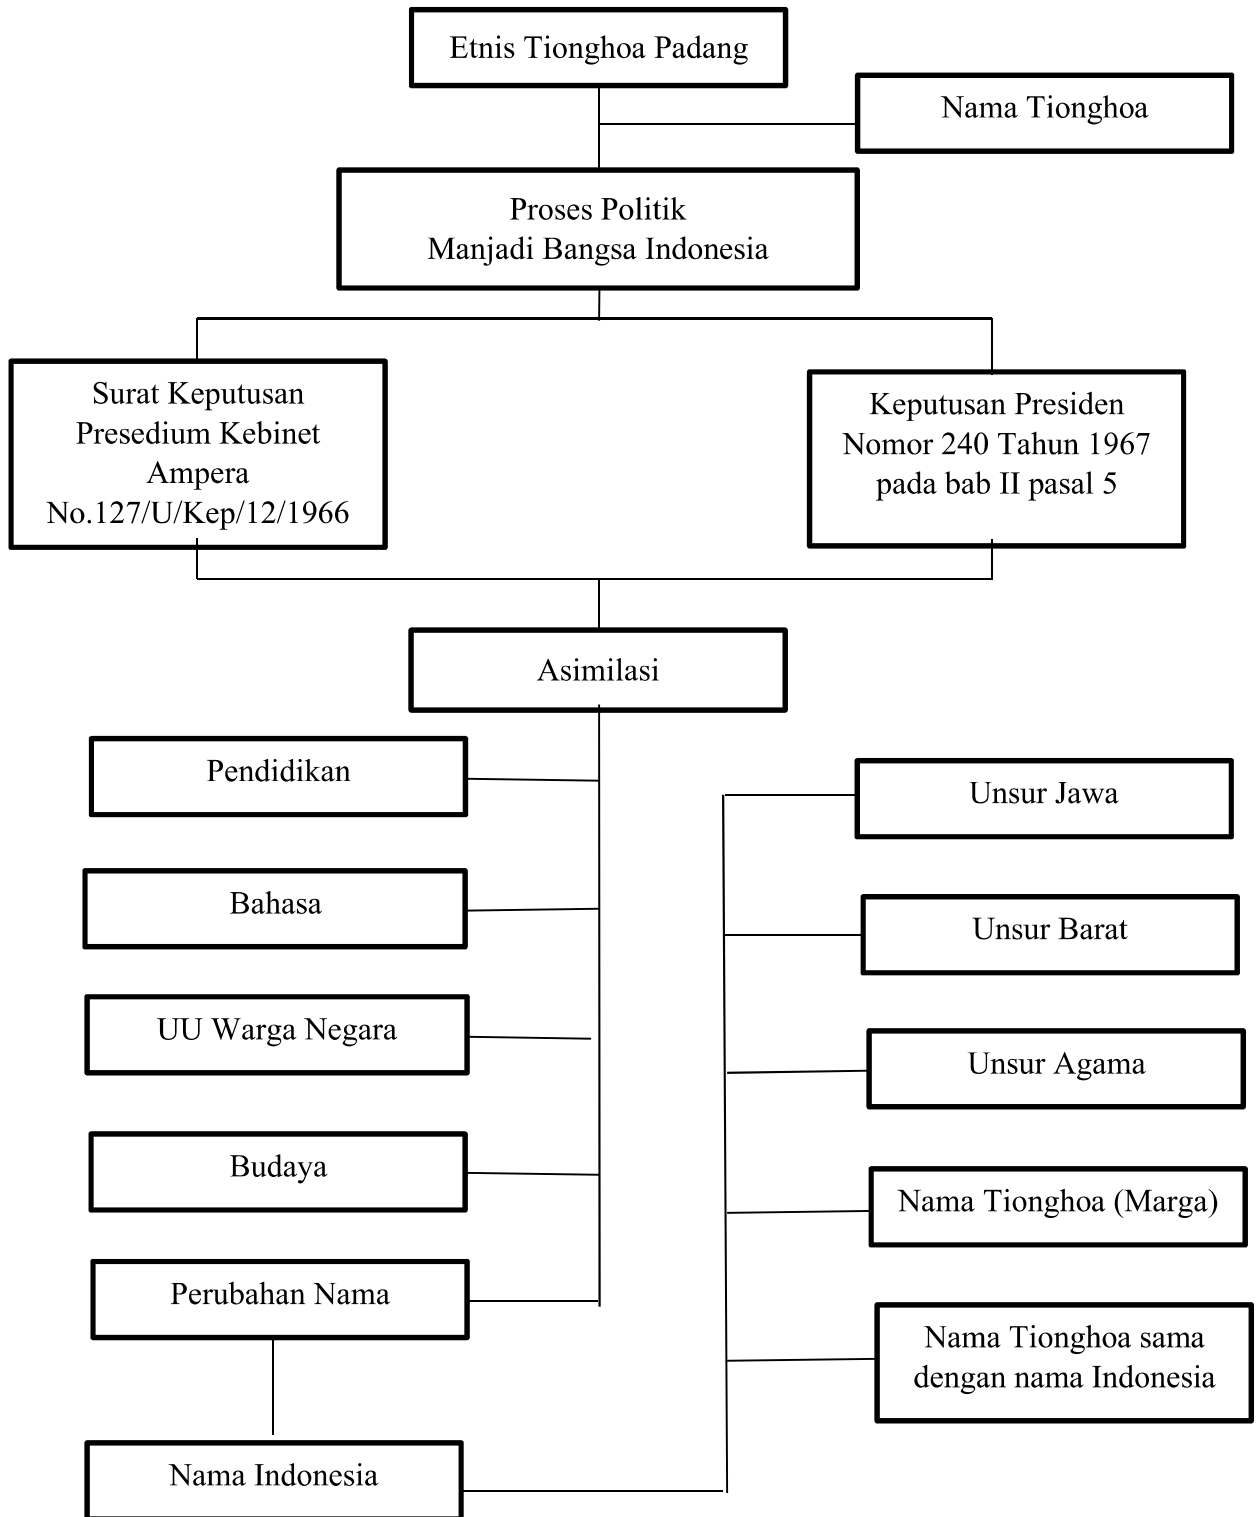 Etnis Tionghoa Padang
Nama Tionghoa
Proses Politik
Manjadi Bangsa Indonesia
Surat Keputusan
Presedium Kebinet
Ampera
No.127/U/Kep/12/1966
Keputusan Presiden
Nomor 240 Tahun 1967
pada bab II pasal 5
Asimilasi
Pendidikan
Bahasa
UU Warga Negara
Budaya
Perubahan Nama
Nama Indonesia
Unsur Jawa
Unsur Barat
Unsur Agama
Nama Tionghoa (Marga)
Nama Tionghoa sama
dengan nama Indonesia